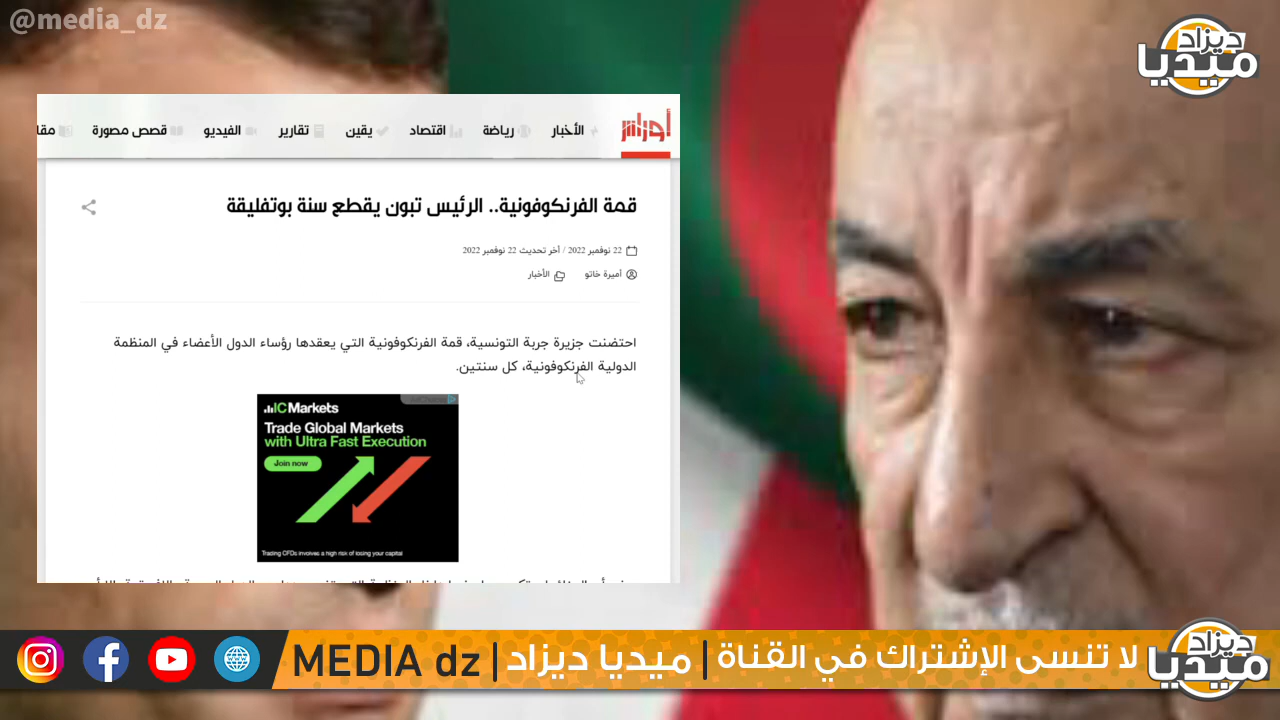 @media_dz
ديزاد
ميديا
أوراس
الأخبار
رياضة
اقتصاد
يقين
تقارير
الفيديو
قصص مصورة
قمة الفرنكوفونية.. الرئيس تبون يقطع سنة بوتفليقة
22 نوفمبر 2022 / آخر تحديث 22 نوفمبر 2022
أميرة خاتو
الأخبار
احتضنت جزيرة جربة التونسية، قمة الفرنكوفونية التي يعقدها رؤساء الدول الأعضاء في المنظمة
الدولية الفرنكوفونية، كل سنتين.
IC Markets
Trade Global Markets
with Ultra Fast Execution
Join now
Trading CFDs involves a high risk of losing your capital
لا تنسى الإشتراك في القناة | ميديا ديزاد | MEDIA dz
ديزاد
ميديا